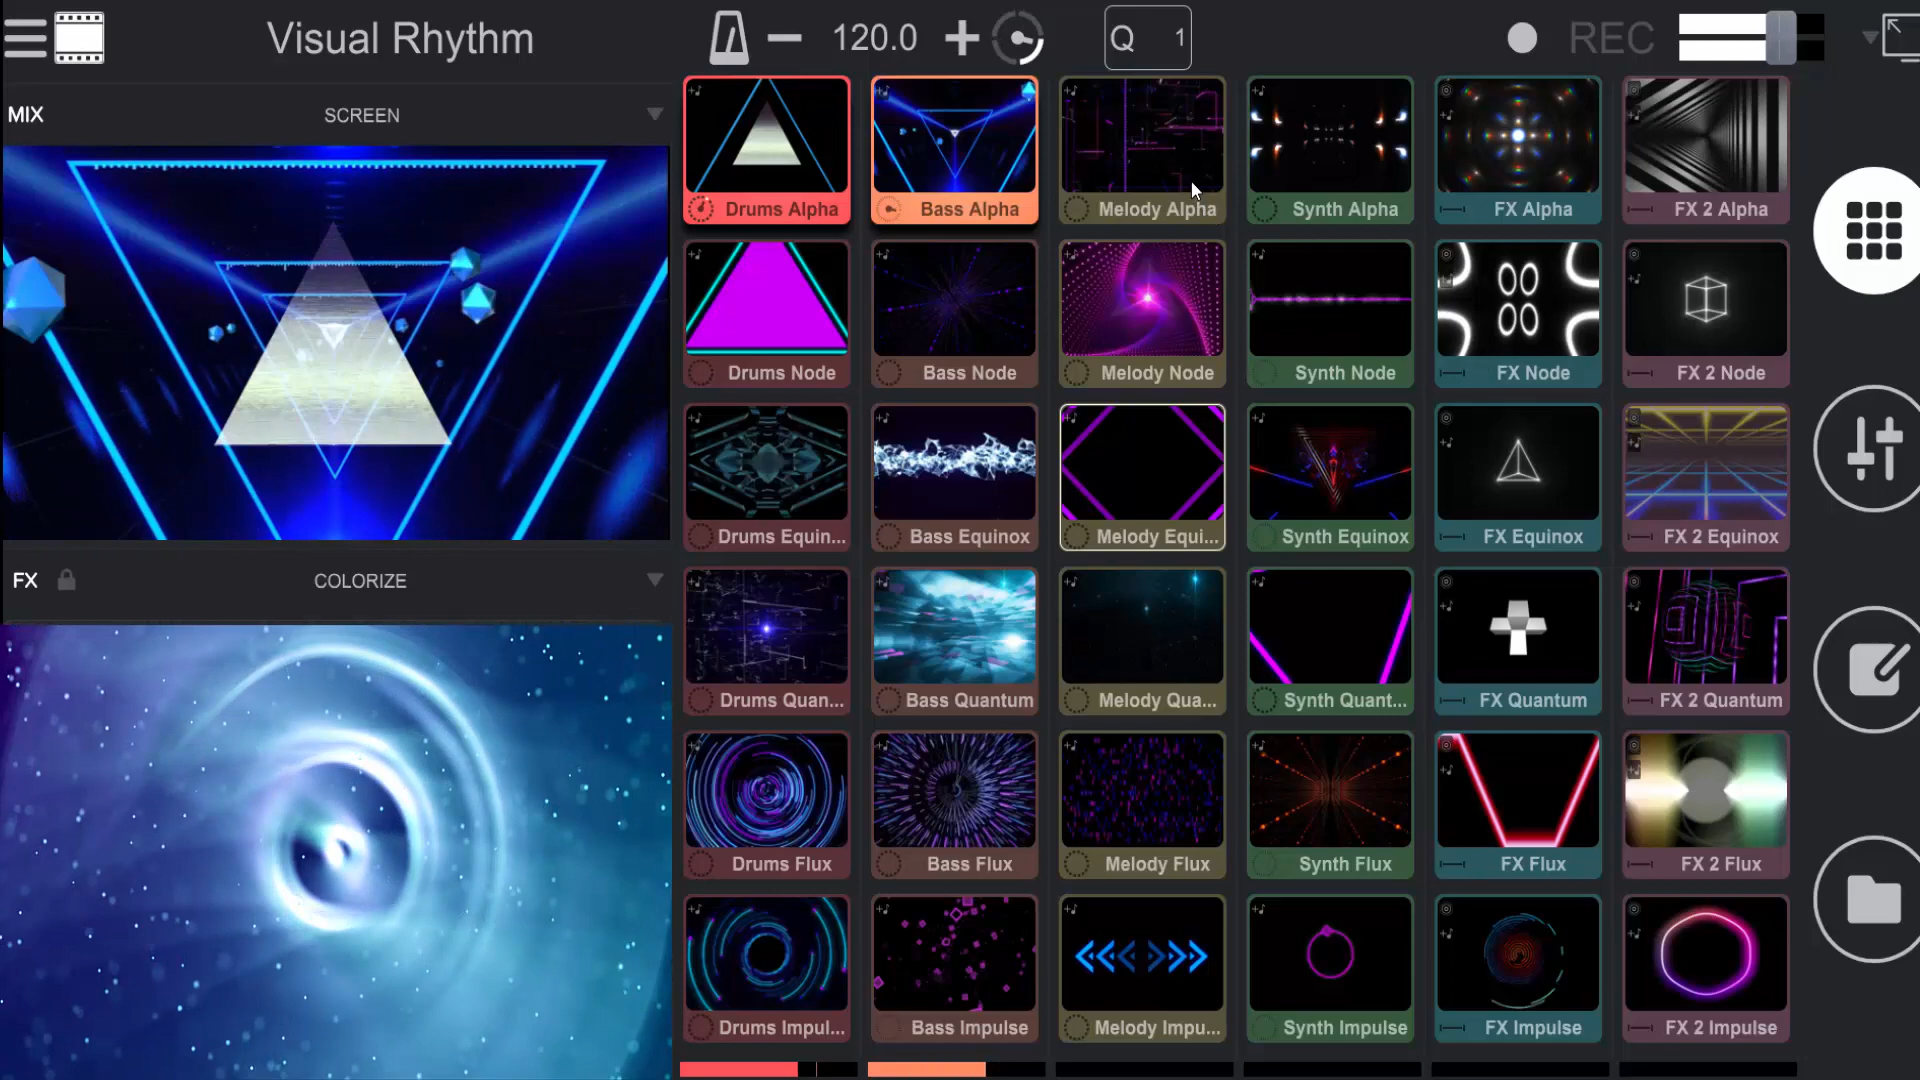 Visual Rhythm
120.0
Q 1
REC
MIX
SCREEN
Drums Alpha
Bass Alpha
Melody Alpha
Synth Alpha
FX Alpha
FX 2 Alpha
Drums Node
Bass Node
Melody Node
Synth Node
FX Node
FX 2 Node
Drums Equin...
Bass Equinox
Melody Equi...
Synth Equinox
FX Equinox
FX 2 Equinox
FX
COLORIZE
Drums Quan...
Bass Quantum
Melody Qua...
Synth Quant...
FX Quantum
FX 2 Quantum
Drums Flux
Bass Flux
Melody Flux
Synth Flux
FX Flux
FX 2 Flux
Drums Impul...
Bass Impulse
Melody Impu...
Synth Impulse
FX Impulse
FX 2 Impulse